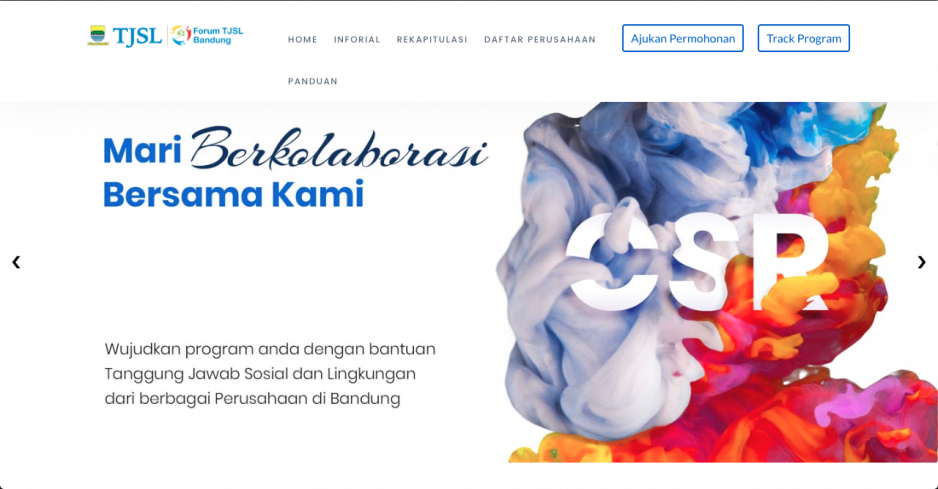 TJSL
Forum TJSL
Bandung
HOME
INFORIAL
REKAPITULASI
DAFTAR PERUSAHAAN
Ajukan Permohonan
Track Program
PANDUAN
Mari Berkolaborasi
Bersama Kami
CSR
Wujudkan program anda dengan bantuan
Tanggung Jawab Sosial dan Lingkungan
dari berbagai Perusahaan di Bandung